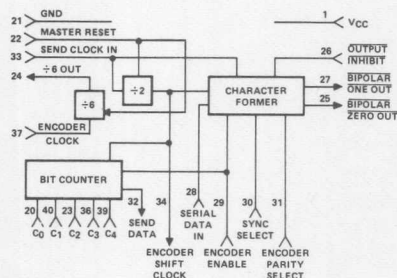 21 GND
22 MASTER RESET
33 SEND CLOCK IN
24 ÷6 OUT
÷6
÷2
37 ENCODER CLOCK
1 VCC
26 OUTPUT INHIBIT
CHARACTER FORMER
27 BIPOLAR ONE OUT
25 BIPOLAR ZERO OUT
BIT COUNTER
20 40 23 36 39
C0 C1 C2 C3 C4
32 SEND DATA
34 ENCODER SHIFT CLOCK
28 SERIAL DATA IN
29 ENCODER ENABLE
30 SYNC SELECT
31 ENCODER PARITY SELECT